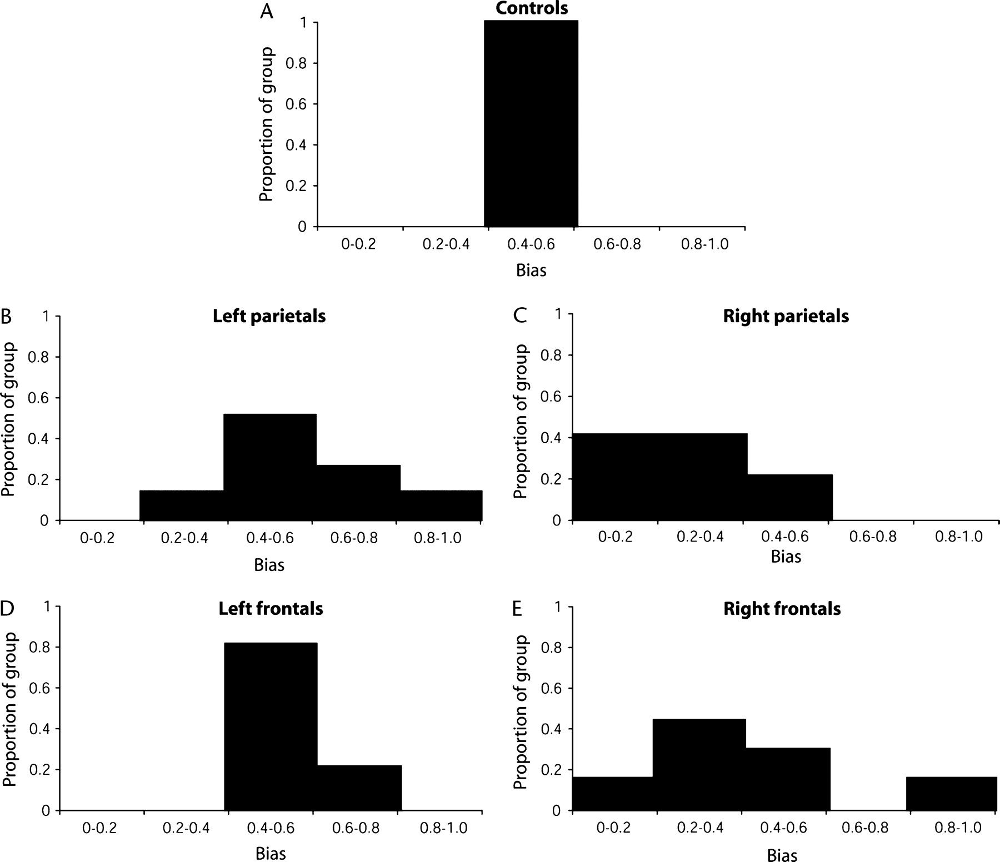 A
Controls
1
0.8
0.6
0.4
0.2
0
Proportion of group
0-0.2 0.2-0.4 0.4-0.6 0.6-0.8 0.8-1.0
Bias
B
Left parietals
1
0.8
0.6
0.4
0.2
0
Proportion of group
0-0.2 0.2-0.4 0.4-0.6 0.6-0.8 0.8-1.0
Bias
C
Right parietals
1
0.8
0.6
0.4
0.2
0
Proportion of group
0-0.2 0.2-0.4 0.4-0.6 0.6-0.8 0.8-1.0
Bias
D
Left frontals
1
0.8
0.6
0.4
0.2
0
Proportion of group
0-0.2 0.2-0.4 0.4-0.6 0.6-0.8 0.8-1.0
Bias
E
Right frontals
1
0.8
0.6
0.4
0.2
0
Proportion of group
0-0.2 0.2-0.4 0.4-0.6 0.6-0.8 0.8-1.0
Bias